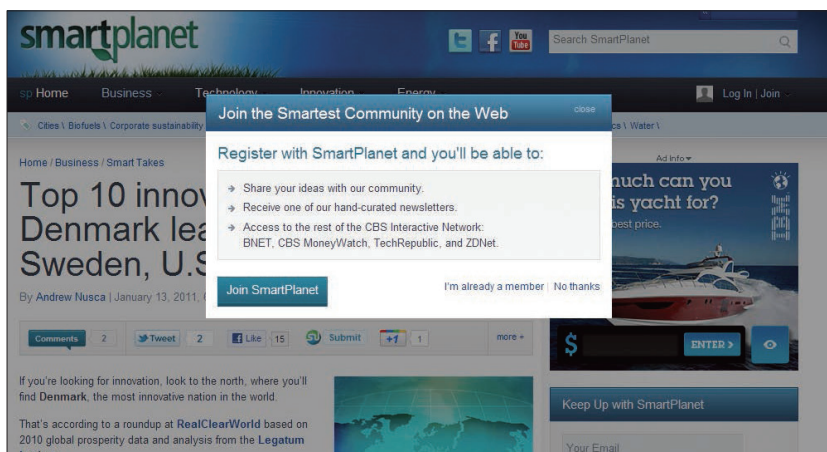 smartplanet
You
Tube
Search SmartPlanet
sp Home Business Technology Innovation Energy
Log In | Join
Cities \ Biofuels \ Corporate sustainability
\ Water \
Join the Smartest Community on the Web
close
Register with SmartPlanet and you'll be able to:
Share your ideas with our community.
Receive one of our hand-curated newsletters.
Access to the rest of the CBS Interactive Network:
BNET, CBS MoneyWatch, TechRepublic, and ZDNet.
Join SmartPlanet
I'm already a member | No thanks
Home / Business / Smart Takes
Top 10 innov
Denmark lea
Sweden, U.S
By Andrew Nusca | January 13, 2011,
Comments 2 Tweet 2 Like 15 Submit +1 1 more +
If you're looking for innovation, look to the north, where you'll
find Denmark, the most innovative nation in the world.
That's according to a roundup at RealClearWorld based on
2010 global prosperity data and analysis from the Legatum
Ad info
much can you
is yacht for?
best price.
$ ENTER >
Keep Up with SmartPlanet
Your Email